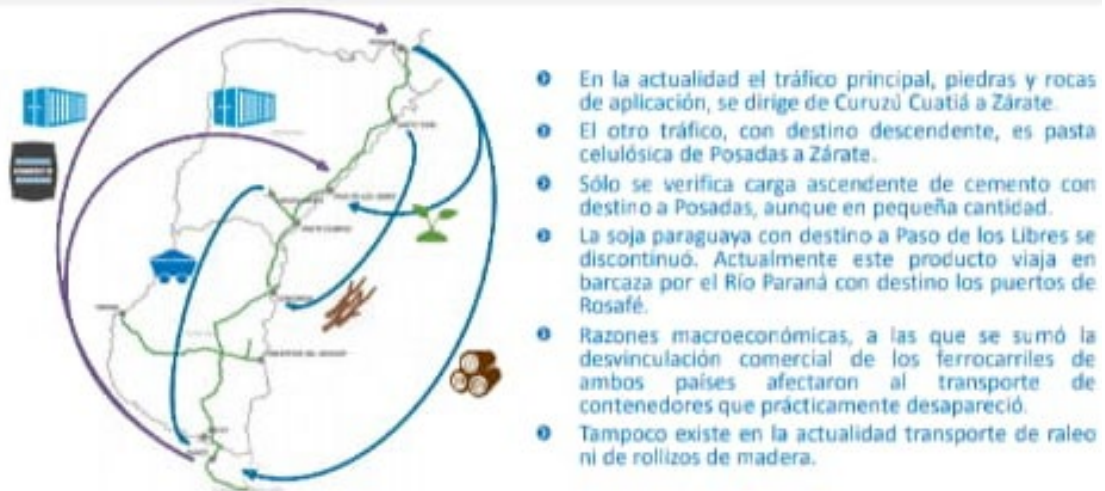 En la actualidad el tráfico principal, piedras y rocas
de aplicación, se dirige de Curuzú Cuatiá a Zárate.
El otro tráfico, con destino descendente, es pasta
celulósica de Posadas a Zárate.
Sólo se verifica carga ascendente de cemento con
destino a Posadas, aunque en pequeña cantidad.
La soja paraguaya con destino a Paso de los Libres se
discontinuó. Actualmente este producto viaja en
barcaza por el Río Paraná con destino los puertos de
Rosafé.
Razones macroeconómicas, a las que se sumó la
desvinculación comercial de los ferrocarriles de
ambos países afectaron al transporte de
contenedores que prácticamente desapareció.
Tampoco existe en la actualidad transporte de raleo
ni de rollizos de madera.